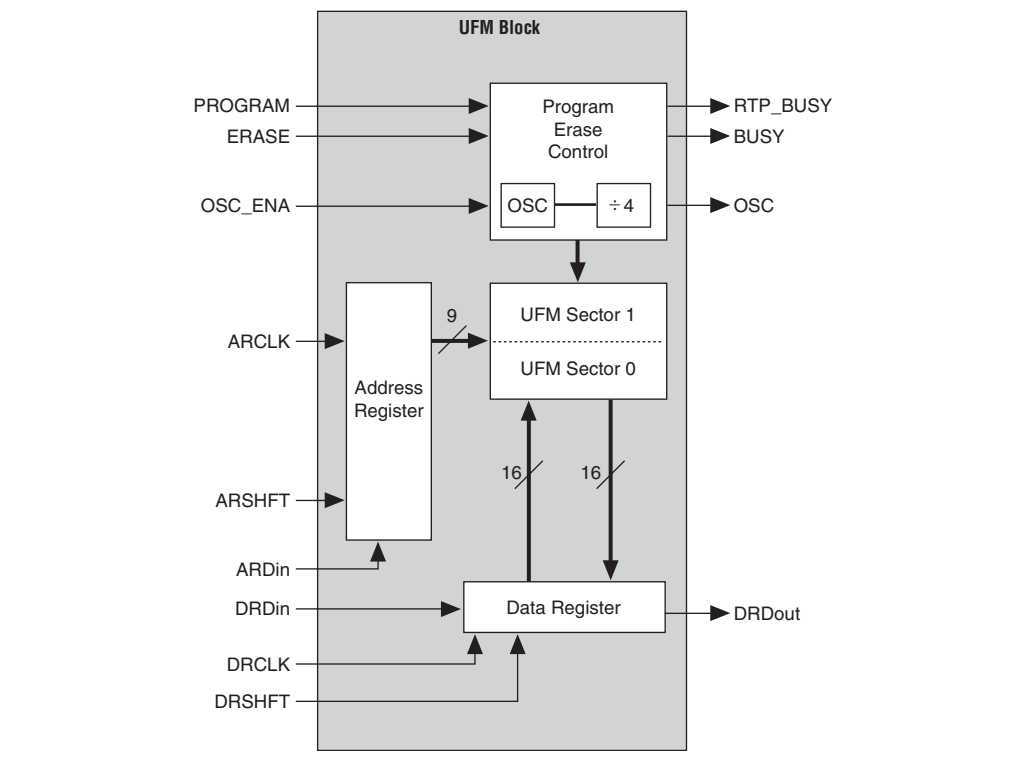 UFM Block
PROGRAM
ERASE
OSC_ENA
Program
Erase
Control
OSC
÷ 4
RTP_BUSY
BUSY
OSC
ARCLK
ARSHFT
ARDin
Address
Register
9
UFM Sector 1
UFM Sector 0
16
16
DRDin
DRCLK
DRSHFT
Data Register
DRDout